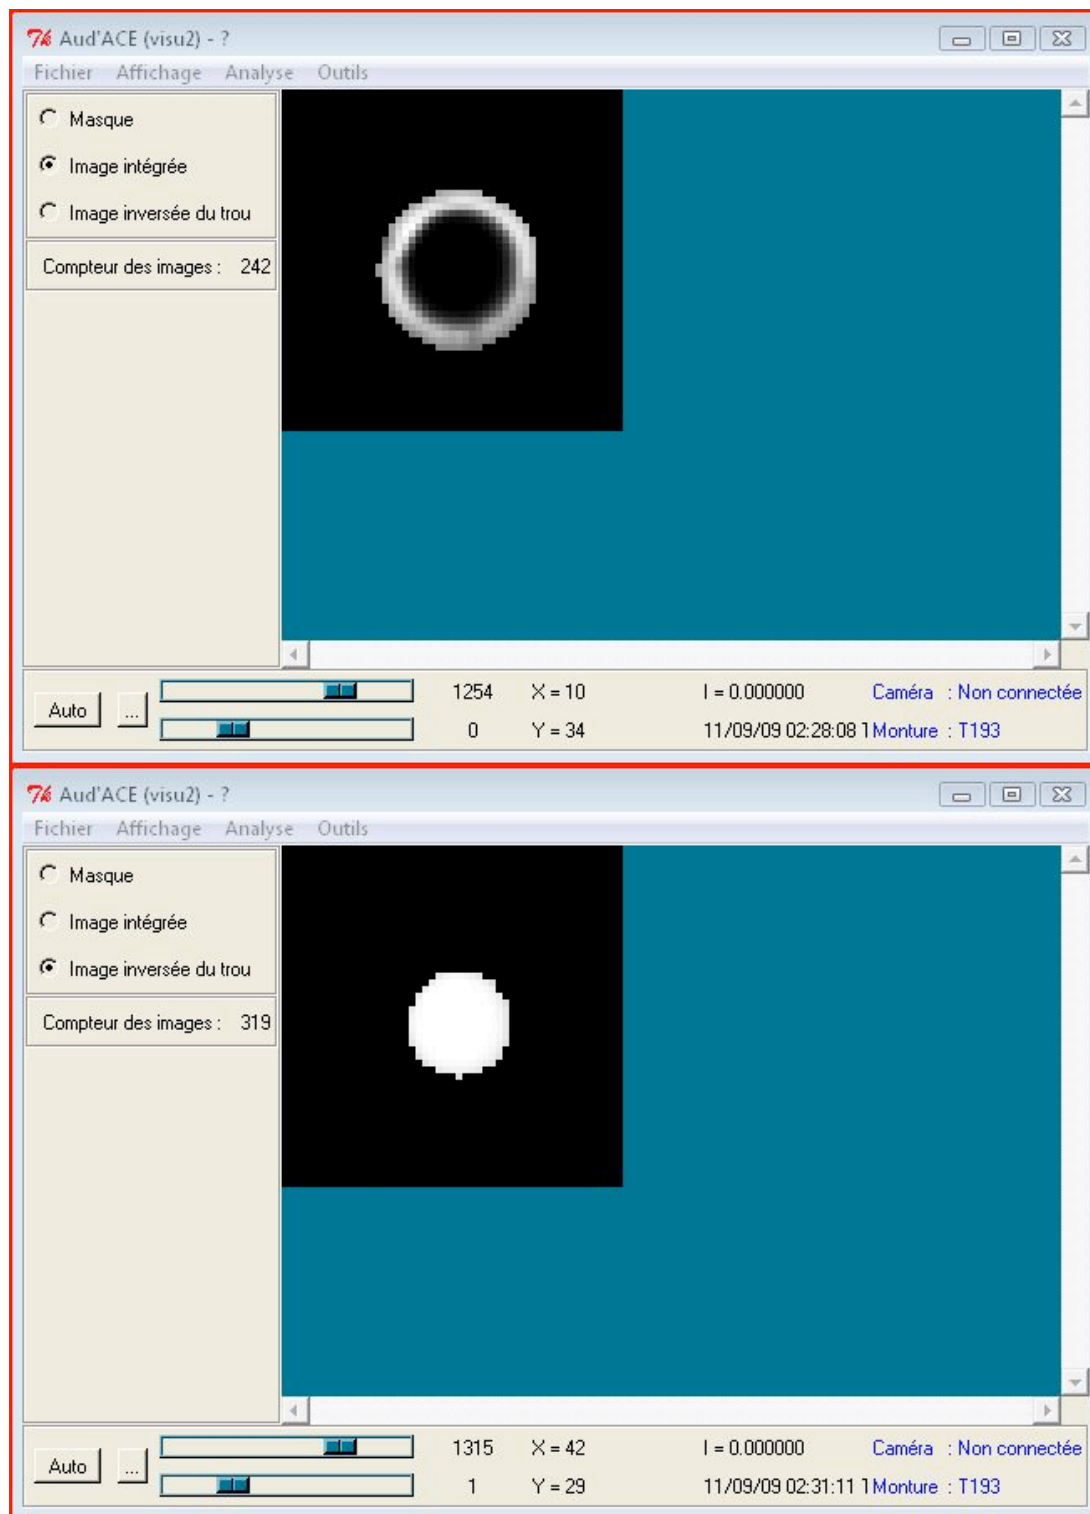 Aud'ACE (visu2) - ?
Fichier Affichage Analyse Outils
Masque
Image intégrée
Image inversée du trou
Compteur des images : 242
Auto ... 1254 X = 10 I = 0.000000 Caméra : Non connectée
0 Y = 34 11/09/09 02:28:08 Monture : T193
Aud'ACE (visu2) - ?
Fichier Affichage Analyse Outils
Masque
Image intégrée
Image inversée du trou
Compteur des images : 319
Auto ... 1315 X = 42 I = 0.000000 Caméra : Non connectée
1 Y = 29 11/09/09 02:31:11 Monture : T193